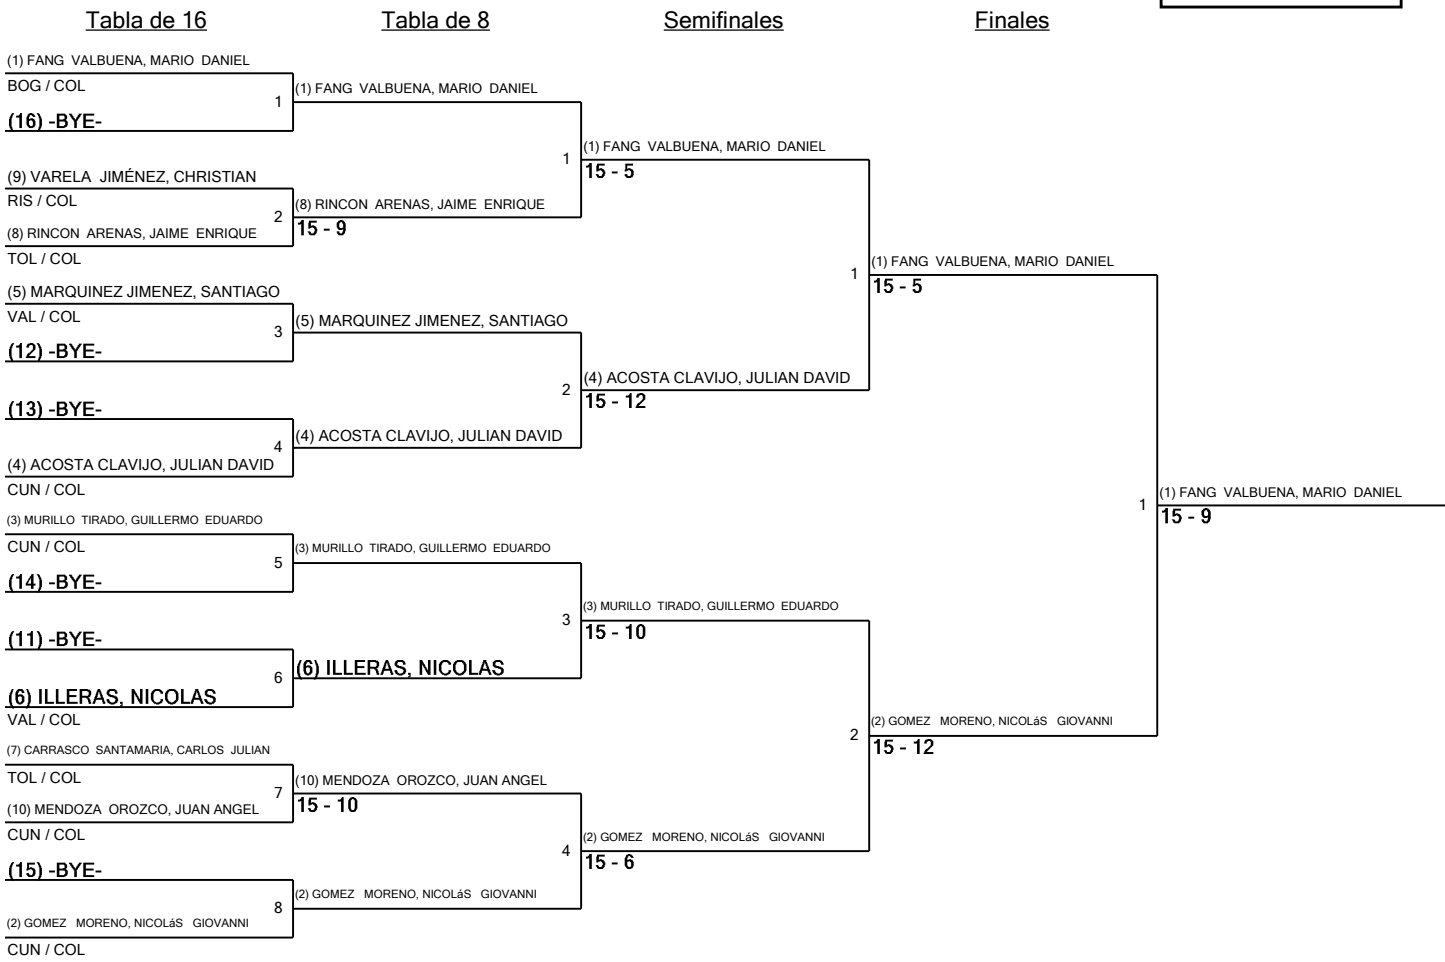 Tabla de 16
Tabla de 8
Semifinales
Finales
(1) FANG VALBUENA, MARIO DANIEL
BOG / COL
1
(16) -BYE-
(9) VARELA JIMÉNEZ, CHRISTIAN
RIS / COL
2
(8) RINCON ARENAS, JAIME ENRIQUE
TOL / COL
(5) MARQUINEZ JIMENEZ, SANTIAGO
VAL / COL
3
(12) -BYE-
(13) -BYE-
4
(4) ACOSTA CLAVIJO, JULIAN DAVID
CUN / COL
(3) MURILLO TIRADO, GUILLERMO EDUARDO
CUN / COL
5
(14) -BYE-
(11) -BYE-
6
(6) ILLERAS, NICOLAS
VAL / COL
(7) CARRASCO SANTAMARIA, CARLOS JULIAN
TOL / COL
7
(10) MENDOZA OROZCO, JUAN ANGEL
CUN / COL
(15) -BYE-
8
(2) GOMEZ MORENO, NICOLáS GIOVANNI
CUN / COL
(1) FANG VALBUENA, MARIO DANIEL
1
(8) RINCON ARENAS, JAIME ENRIQUE
15 - 9
(5) MARQUINEZ JIMENEZ, SANTIAGO
2
(4) ACOSTA CLAVIJO, JULIAN DAVID
(3) MURILLO TIRADO, GUILLERMO EDUARDO
3
(6) ILLERAS, NICOLAS
(10) MENDOZA OROZCO, JUAN ANGEL
15 - 10
4
(2) GOMEZ MORENO, NICOLáS GIOVANNI
(1) FANG VALBUENA, MARIO DANIEL
15 - 5
1
(4) ACOSTA CLAVIJO, JULIAN DAVID
15 - 12
(3) MURILLO TIRADO, GUILLERMO EDUARDO
15 - 10
2
(2) GOMEZ MORENO, NICOLáS GIOVANNI
15 - 6
(1) FANG VALBUENA, MARIO DANIEL
15 - 5
1
(2) GOMEZ MORENO, NICOLáS GIOVANNI
15 - 12
(1) FANG VALBUENA, MARIO DANIEL
15 - 9